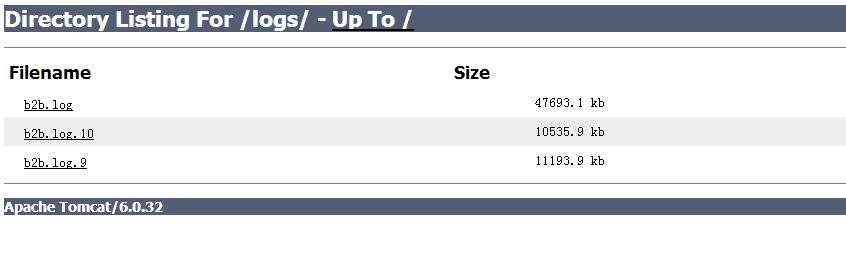 Directory Listing For /logs/ - Up To /
Filename Size
b2b.log 47693.1 kb
b2b.log.10 10535.9 kb
b2b.log.9 11193.9 kb
Apache Tomcat/6.0.32